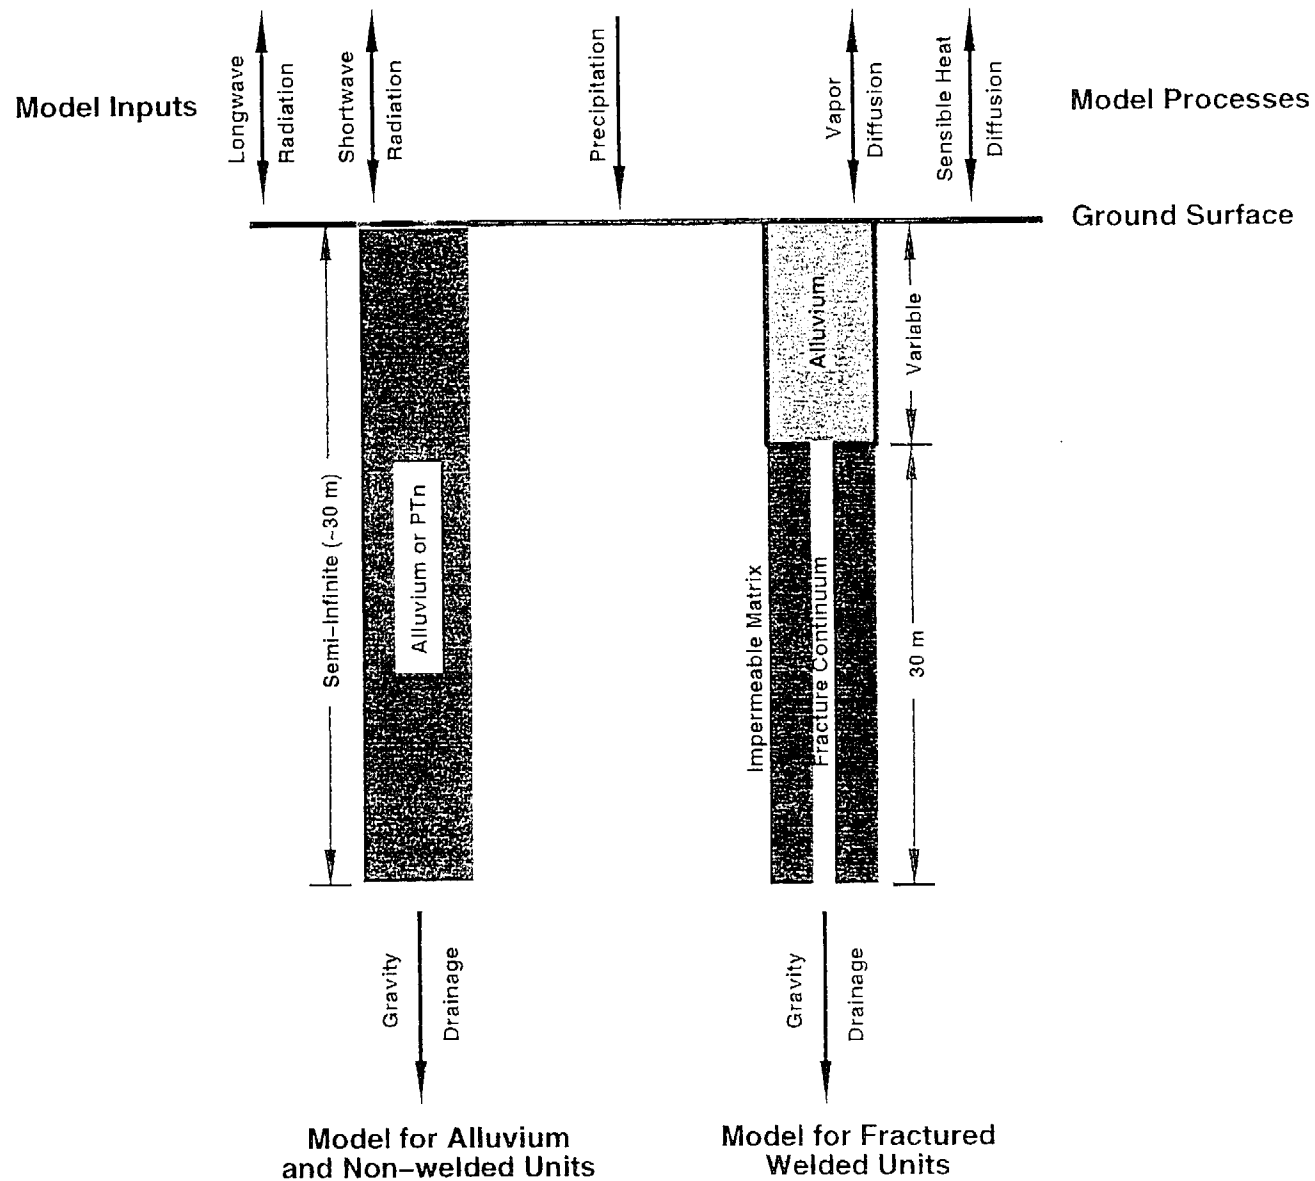 Model Inputs
Longwave
Radiation
Shortwave
Radiation
Precipitation
Vapor
Diffusion
Sensible Heat
Diffusion
Model Processes
Ground Surface
Semi-Infinite (~30 m)
Alluvium or PTn
Alluvium
Variable
Impermeable Matrix
Fracture Continuum
30 m
Gravity
Drainage
Gravity
Drainage
Model for Alluvium
and Non-welded Units
Model for Fractured
Welded Units